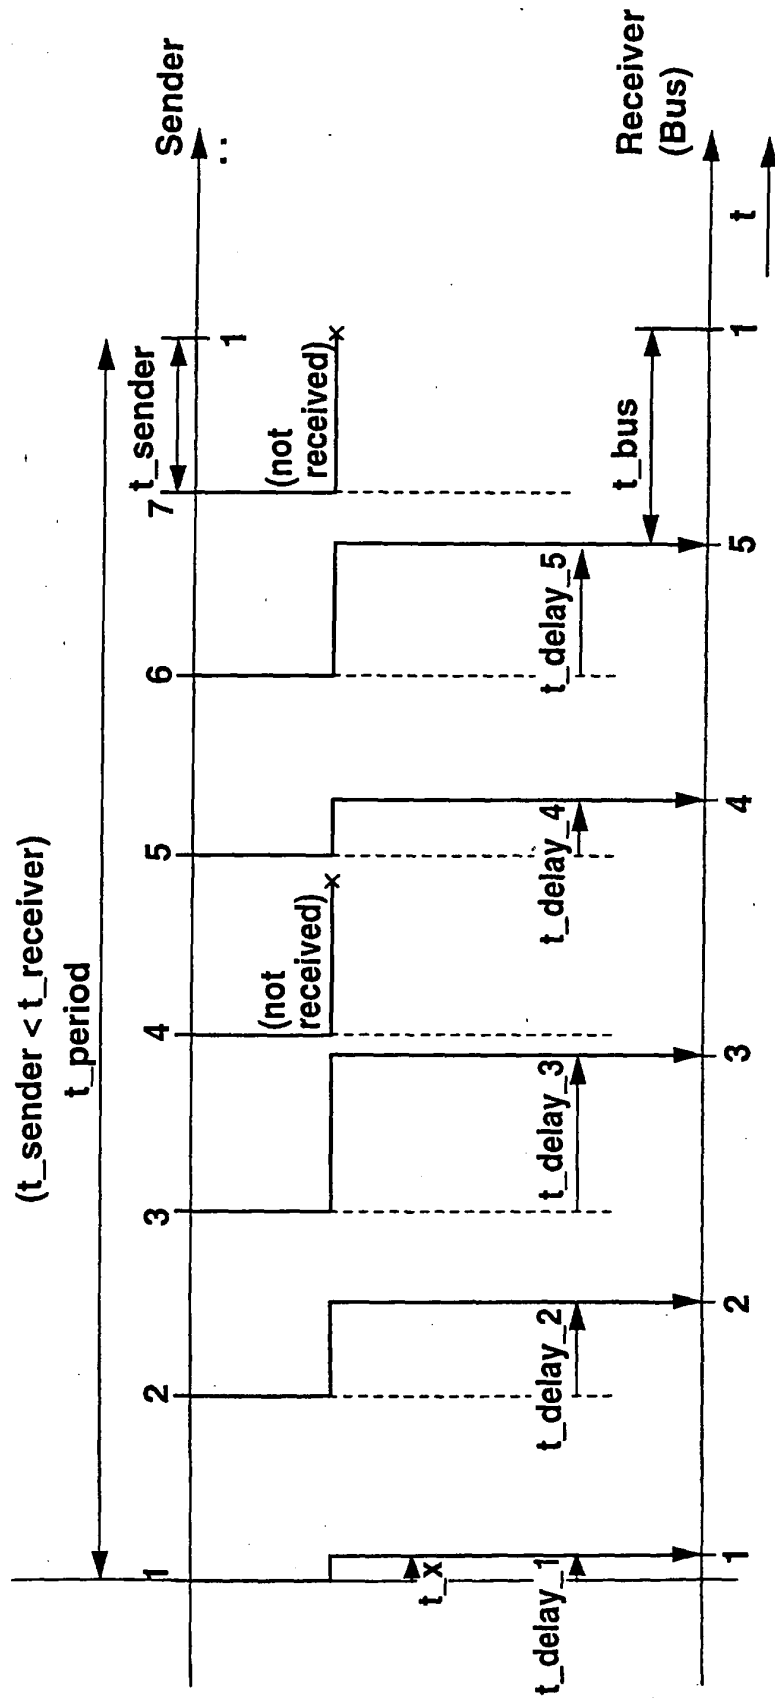 (t_sender < t_receiver)
t_period
Sender
:
1
2
3
4
5
6
7
t_sender
1
(not
received)
(not
received)
t_x
t_delay_1
t_delay_2
t_delay_3
t_delay_4
t_delay_5
t_bus
Receiver
(Bus)
1
2
3
4
5
1
t